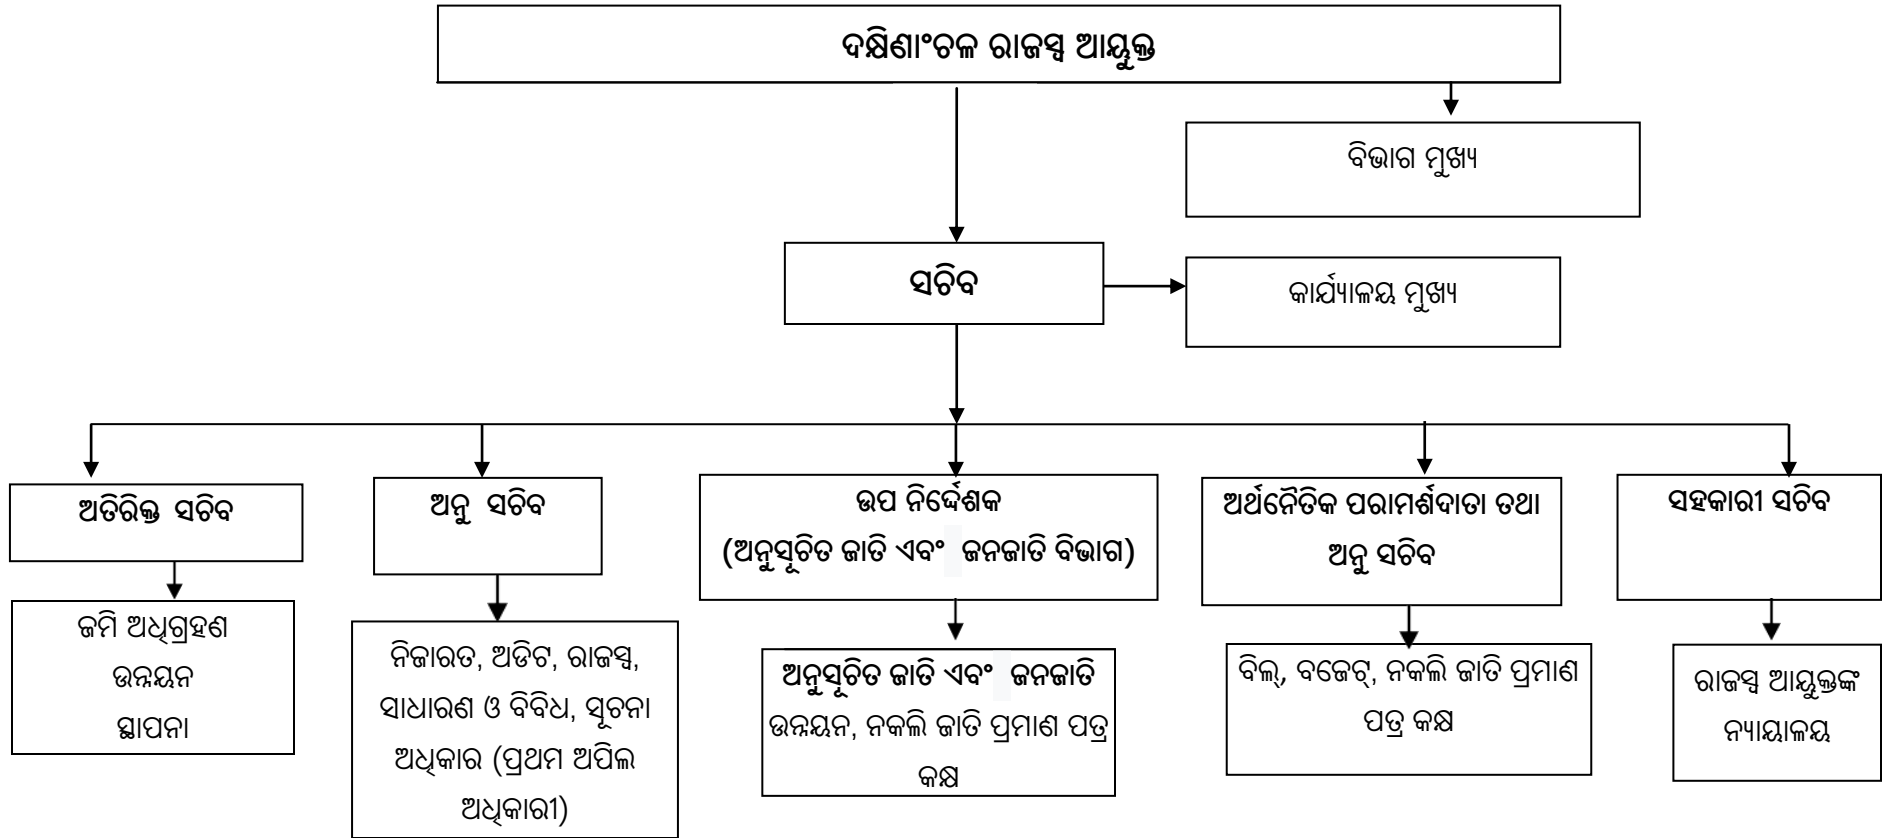 ଦକ୍ଷିଣାଂଚଳ ରାଜସ୍ୱ ଆୟୁକ୍ତ
ବିଭାଗ ମୁଖ୍ୟ
ସଚିବ
କାର୍ଯ୍ୟାଳୟ ମୁଖ୍ୟ
ଅତିରିକ୍ତ ସଚିବ
ଜମି ଅଧିଗ୍ରହଣ
ଉନ୍ନୟନ
ସ୍ଥାପନା
ଅନୁ ସଚିବ
ନିଜାରତ, ଅଡିଟ, ରାଜସ୍ୱ,
ସାଧାରଣ ଓ ବିବିଧ, ସୂଚନା
ଅଧିକାର (ପ୍ରଥମ ଅପିଲ
ଅଧିକାରୀ)
ଉପ ନିର୍ଦ୍ଦେଶକ
(ଅନୁସୂଚିତ ଜାତି ଏବଂ ଜନଜାତି ବିଭାଗ)
ଅନୁସୂଚିତ ଜାତି ଏବଂ ଜନଜାତି
ଉନ୍ନୟନ, ନକଲି ଜାତି ପ୍ରମାଣ ପତ୍ର
କକ୍ଷ
ଅର୍ଥନୈତିକ ପରାମର୍ଶଦାତା ତଥା
ଅନୁ ସଚିବ
ବିଲ୍, ବଜେଟ୍, ନକଲି ଜାତି ପ୍ରମାଣ
ପତ୍ର କକ୍ଷ
ସହକାରୀ ସଚିବ
ରାଜସ୍ୱ ଆୟୁକ୍ତଙ୍କ
ନ୍ୟାୟାଳୟ